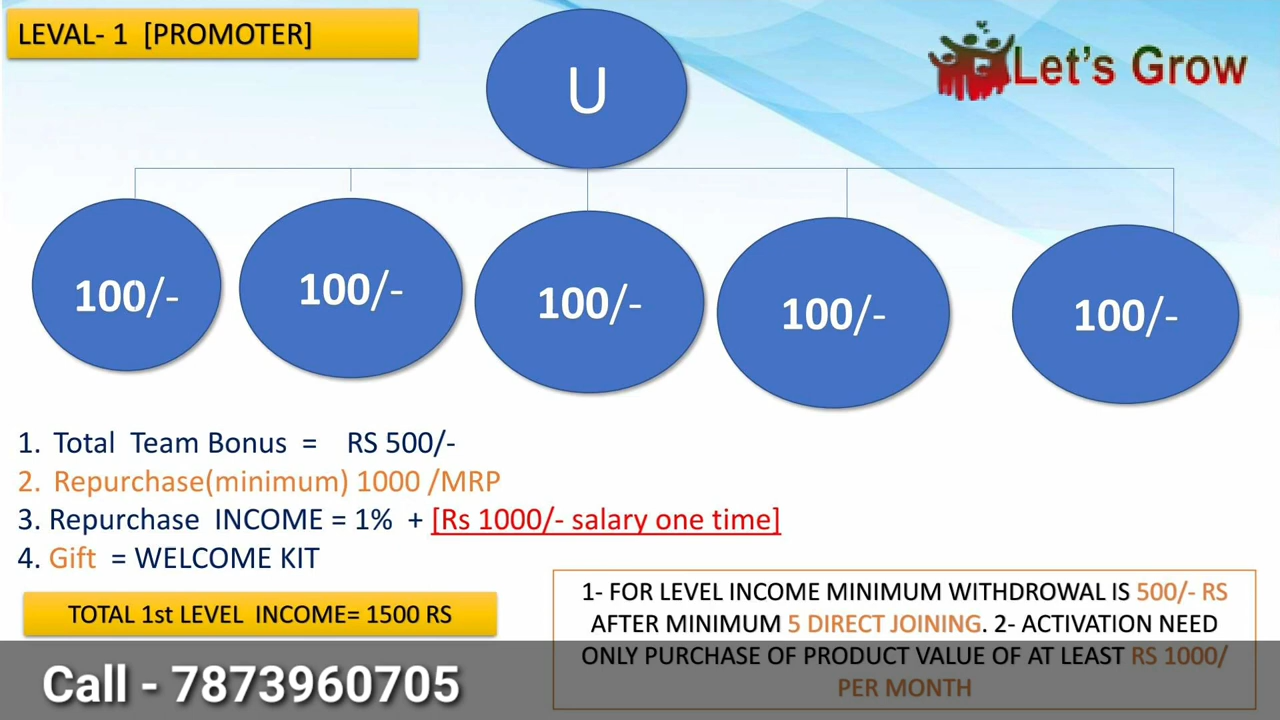 LEVAL- 1 [PROMOTER]
Let's Grow
U
100/-
100/-
100/-
100/-
100/-
1. Total Team Bonus = RS 500/-
2. Repurchase(minimum) 1000 /MRP
3. Repurchase INCOME = 1% + [Rs 1000/- salary one time]
4. Gift = WELCOME KIT
TOTAL 1st LEVEL INCOME= 1500 RS
1- FOR LEVEL INCOME MINIMUM WITHDROWAL IS 500/- RS
AFTER MINIMUM 5 DIRECT JOINING. 2- ACTIVATION NEED
ONLY PURCHASE OF PRODUCT VALUE OF AT LEAST RS 1000/
PER MONTH
Call - 7873960705